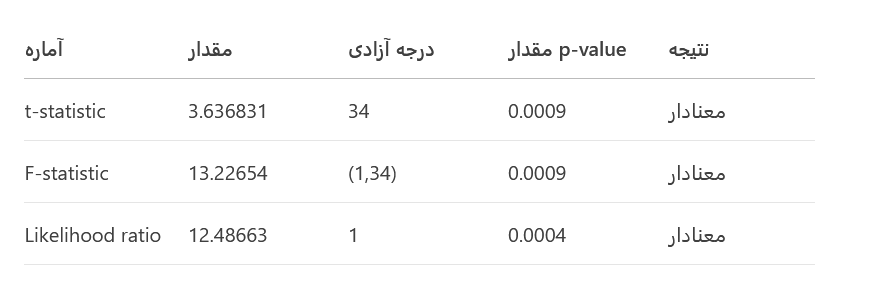 آماره مقدار درجه آزادی مقدار p-value نتیجه
t-statistic 3.636831 34 0.0009 معنادار
F-statistic 13.22654 (1,34) 0.0009 معنادار
Likelihood ratio 12.48663 1 0.0004 معنادار